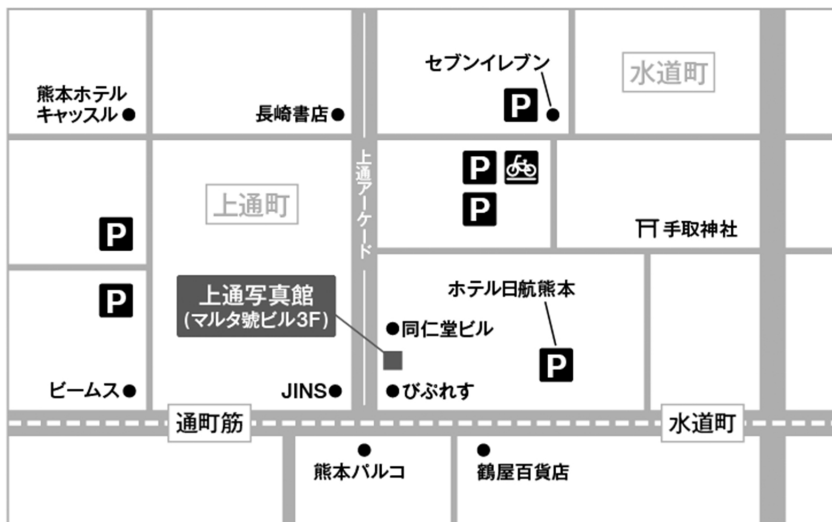 セブンイレブン
水道町
熊本ホテル
キャッスル
P
長崎書店
上通アーケード
P
P
上通町
手取神社
P
P
上通写真館
(マルタ號ビル3F)
ホテル日航熊本
同仁堂ビル
P
ビームス
JINS
びぷれす
通町筋
水道町
熊本パルコ
鶴屋百貨店